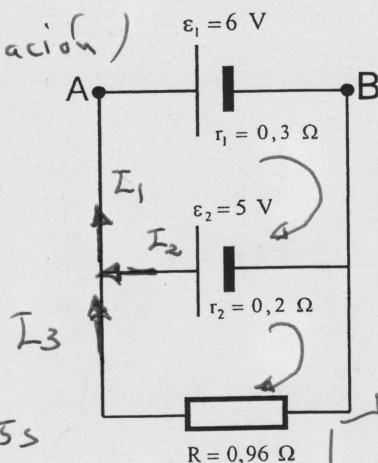 ación)
ε₁ = 6 V
A
B
r₁ = 0,3 Ω
I₁
ε₂ = 5 V
I₂
r₂ = 0,2 Ω
I₃
5s
R = 0,96 Ω